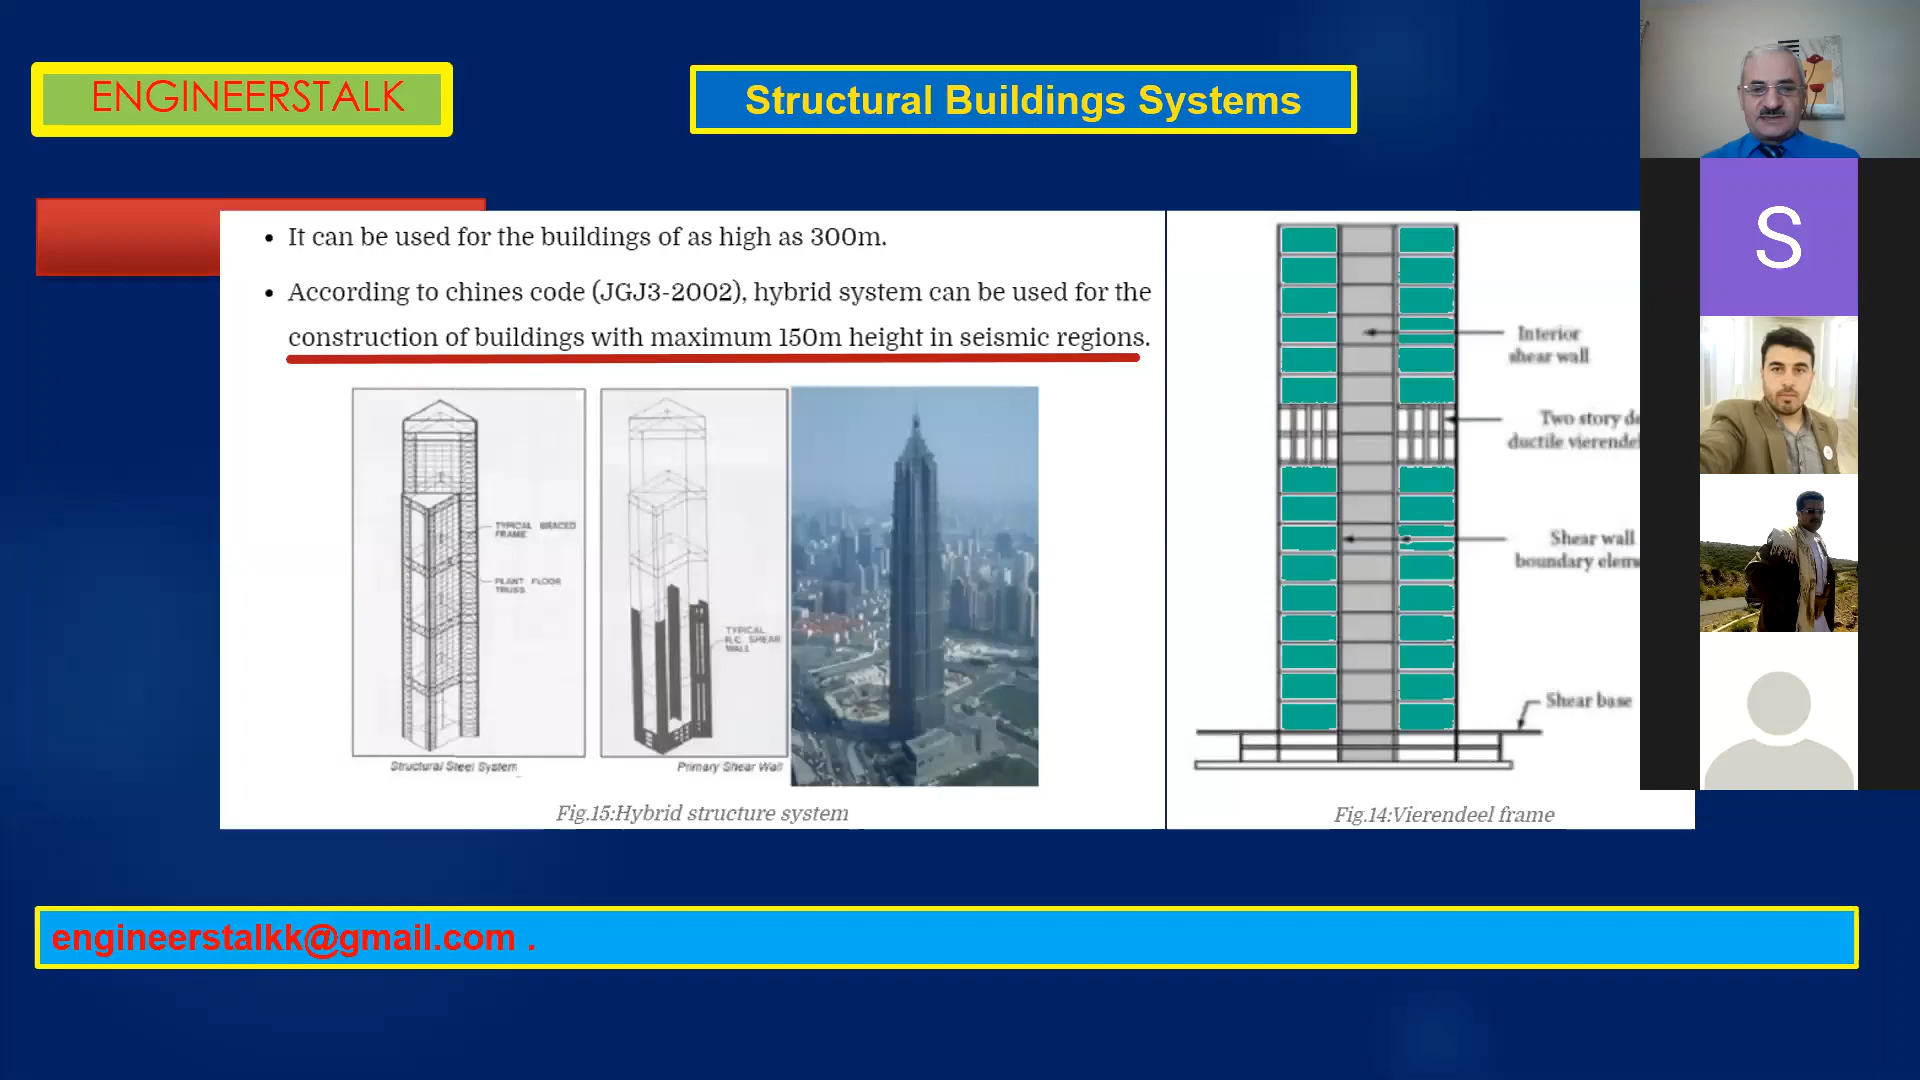 ENGINEERSTALK
Structural Buildings Systems
• It can be used for the buildings of as high as 300m.
• According to chines code (JGJ3-2002), hybrid system can be used for the
construction of buildings with maximum 150m height in seismic regions.
TYPICAL BRACED
FRAME
PLANT FLOOR
TRUSS
Structural Steel System
TYPICAL
R.C. SHEAR
WALL
Primary Shear Wall
Fig.15:Hybrid structure system
Interior
shear wall
Two story de
ductile vierende
Shear wall
boundary elem
Shear base
Fig.14:Vierendeel frame
S
engineerstalkk@gmail.com .